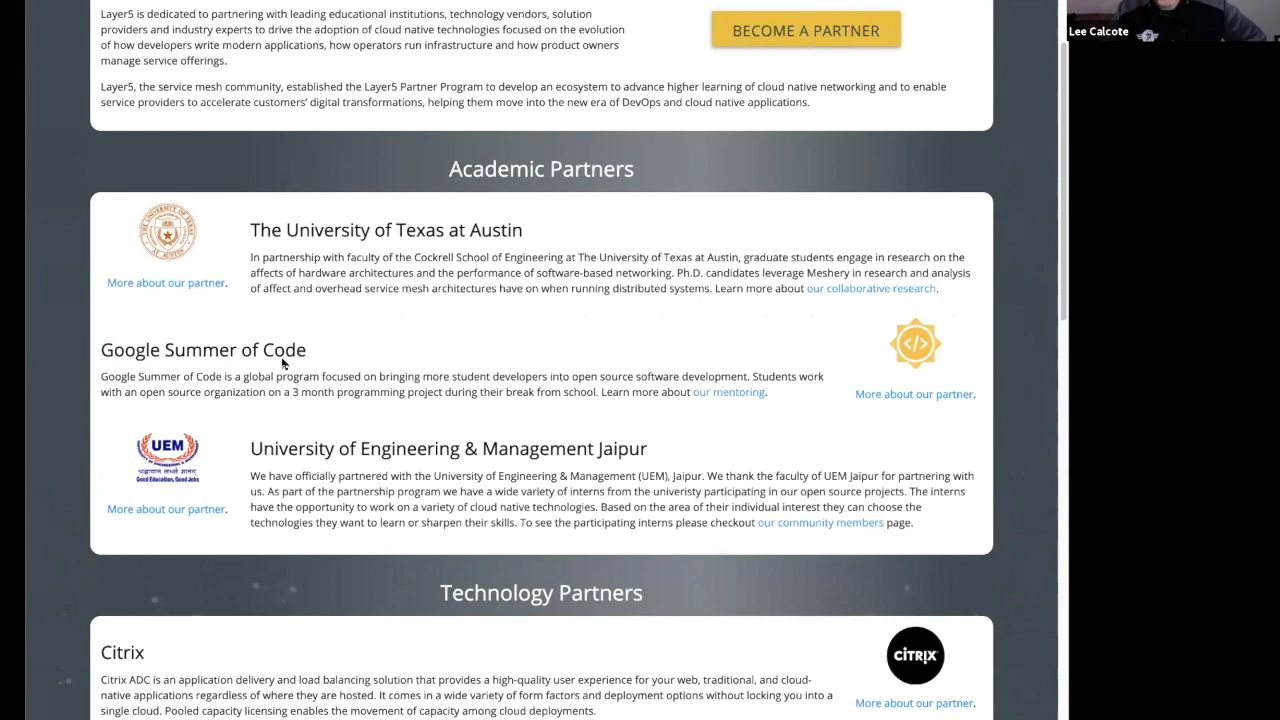 Layer5 is dedicated to partnering with leading educational institutions, technology vendors, solution
providers and industry experts to drive the adoption of cloud native technologies focused on the evolution
of how developers write modern applications, how operators run infrastructure and how product owners
manage service offerings.
BECOME A PARTNER
Lee Calcote
Layer5, the service mesh community, established the Layer5 Partner Program to develop an ecosystem to advance higher learning of cloud native networking and to enable
service providers to accelerate customers' digital transformations, helping them move into the new era of DevOps and cloud native applications.
Academic Partners
The University of Texas at Austin
In partnership with faculty of the Cockrell School of Engineering at The University of Texas at Austin, graduate students engage in research on the
affects of hardware architectures and the performance of software-based networking. Ph.D. candidates leverage Meshery in research and analysis
of affect and overhead service mesh architectures have on when running distributed systems. Learn more about our collaborative research.
THE UNIVERSITY OF TEXAS
AT AUSTIN
More about our partner.
Google Summer of Code
Google Summer of Code is a global program focused on bringing more student developers into open source software development. Students work
with an open source organization on a 3 month programming project during their break from school. Learn more about our mentoring.
</>
More about our partner.
UEM
Good Education, Good Jobs
More about our partner.
University of Engineering & Management Jaipur
We have officially partnered with the University of Engineering & Management (UEM), Jaipur. We thank the faculty of UEM Jaipur for partnering with
us. As part of the partnership program we have a wide variety of interns from the univeristy participating in our open source projects. The interns
have the opportunity to work on a variety of cloud native technologies. Based on the area of their individual interest they can choose the
technologies they want to learn or sharpen their skills. To see the participating interns please checkout our community members page.
Technology Partners
Citrix
Citrix ADC is an application delivery and load balancing solution that provides a high-quality user experience for your web, traditional, and cloud-
native applications regardless of where they are hosted. It comes in a wide variety of form factors and deployment options without locking you into a
single cloud. Pooled capacity licensing enables the movement of capacity among cloud deployments.
CITRIX
More about our partner.